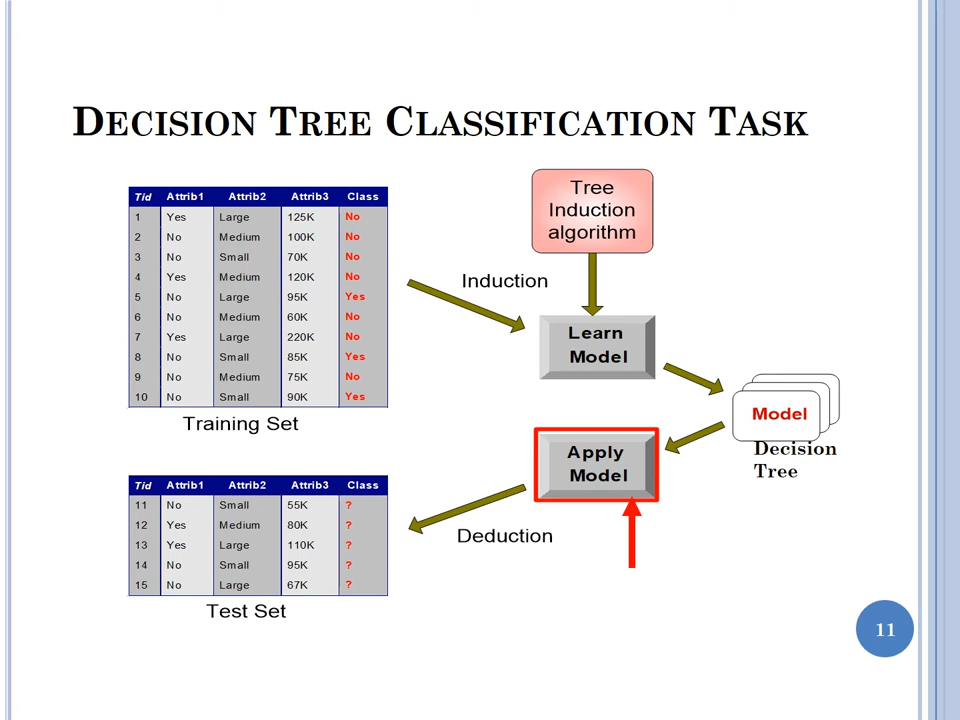 DECISION TREE CLASSIFICATION TASK
Tid Attrib1 Attrib2 Attrib3 Class
1 Yes Large 125K No
2 No Medium 100K No
3 No Small 70K No
4 Yes Medium 120K No
5 No Large 95K Yes
6 No Medium 60K No
7 Yes Large 220K No
8 No Small 85K Yes
9 No Medium 75K No
10 No Small 90K Yes
Training Set
Tree
Induction
algorithm
Induction
Learn
Model
Model
Decision
Tree
Apply
Model
Deduction
Tid Attrib1 Attrib2 Attrib3 Class
11 No Small 55K ?
12 Yes Medium 80K ?
13 Yes Large 110K ?
14 No Small 95K ?
15 No Large 67K ?
Test Set
11